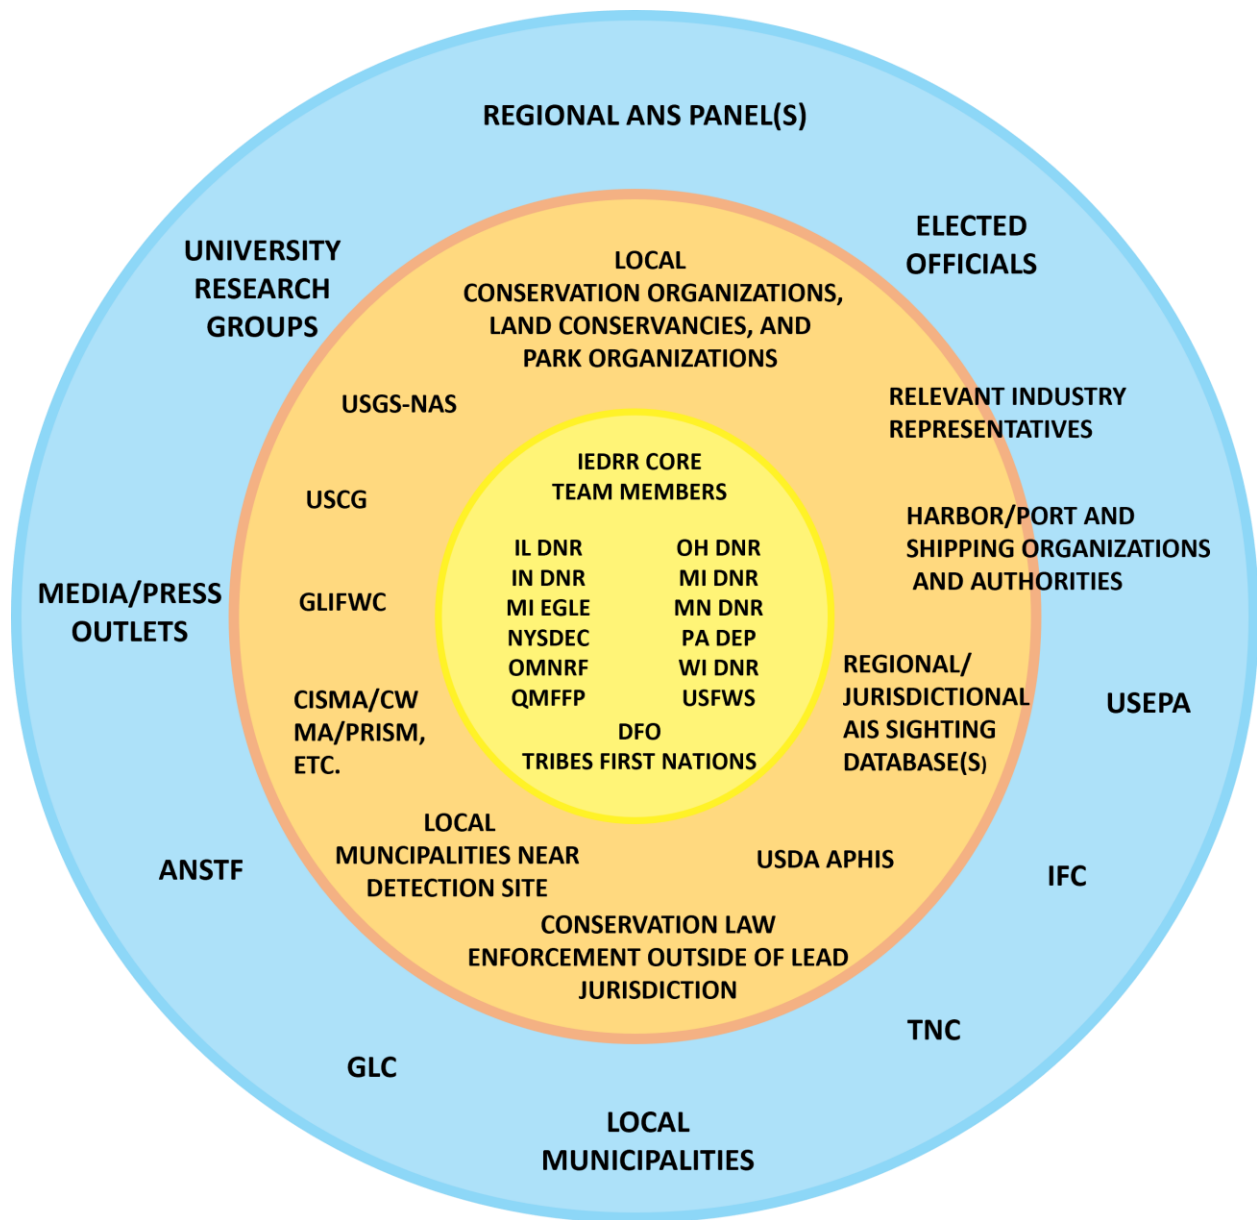 REGIONAL ANS PANEL(S)
ELECTED
OFFICIALS
UNIVERSITY
RESEARCH
GROUPS
LOCAL
CONSERVATION ORGANIZATIONS,
LAND CONSERVANCIES, AND
PARK ORGANIZATIONS
USGS-NAS
RELEVANT INDUSTRY
REPRESENTATIVES
IEDRR CORE
TEAM MEMBERS
USCG
HARBOR/PORT AND
SHIPPING ORGANIZATIONS
AND AUTHORITIES
IL DNR
IN DNR
MI EGLE
NYSDEC
OMNRF
QMFFP
OH DNR
MI DNR
MN DNR
PA DEP
WI DNR
USFWS
DFO
TRIBES FIRST NATIONS
MEDIA/PRESS
OUTLETS
GLIFWC
CISMA/CW
MA/PRISM,
ETC.
REGIONAL/
JURISDICTIONAL
AIS SIGHTING
DATABASE(S)
USEPA
LOCAL
MUNCIPALITIES NEAR
DETECTION SITE
USDA APHIS
ANSTF
IFC
CONSERVATION LAW
ENFORCEMENT OUTSIDE OF LEAD
JURISDICTION
TNC
GLC
LOCAL
MUNICIPALITIES